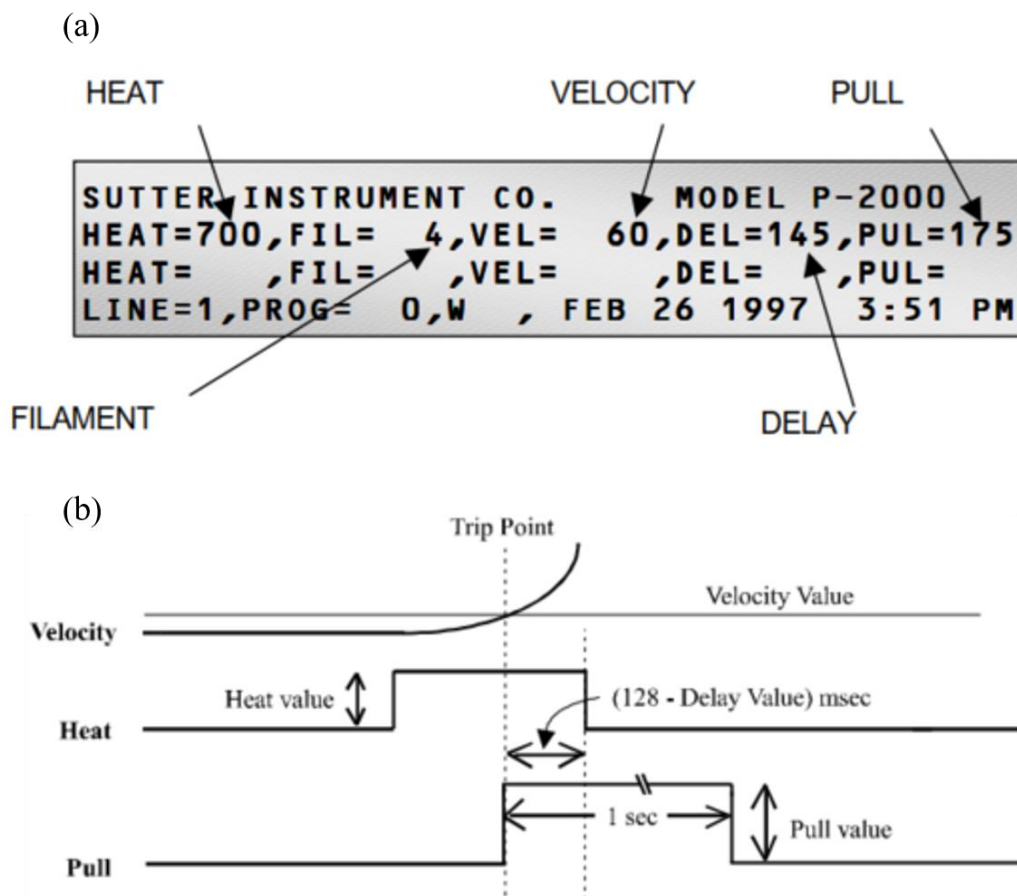 (a)
HEAT VELOCITY PULL
SUTTER INSTRUMENT CO. MODEL P-2000
HEAT=700,FIL= 4,VEL= 60,DEL=145,PUL=175
HEAT= ,FIL= ,VEL= ,DEL= ,PUL=
LINE=1,PROG= 0,W , FEB 26 1997 3:51 PM
FILAMENT DELAY
(b)
Trip Point
Velocity Value
Velocity
Heat value (128 - Delay Value) msec
Heat
1 sec
Pull value
Pull